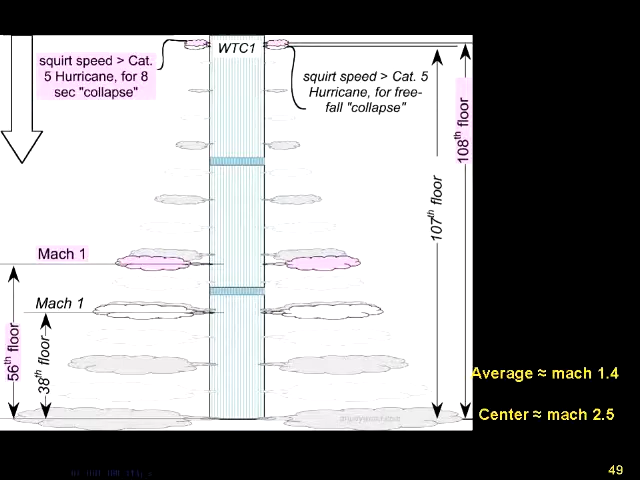 WTC1
squirt speed > Cat.
5 Hurricane, for 8
sec "collapse"
squirt speed > Cat. 5
Hurricane, for free-
fall "collapse"
108th floor
107th floor
Mach 1
Mach 1
56th floor
38th floor
Average ≈ mach 1.4
Center ≈ mach 2.5
49